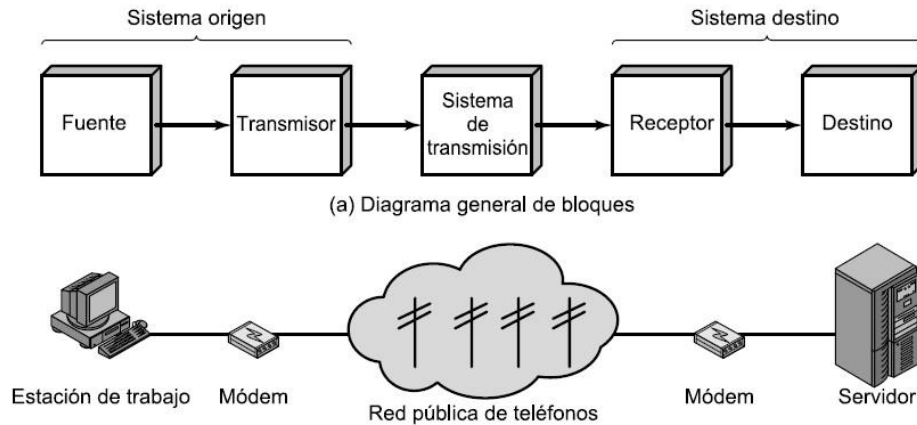 Sistema origen
Sistema destino
Fuente
Transmisor
Sistema
de
transmisión
Receptor
Destino
(a) Diagrama general de bloques
Estación de trabajo
Módem
Red pública de teléfonos
Módem
Servidor